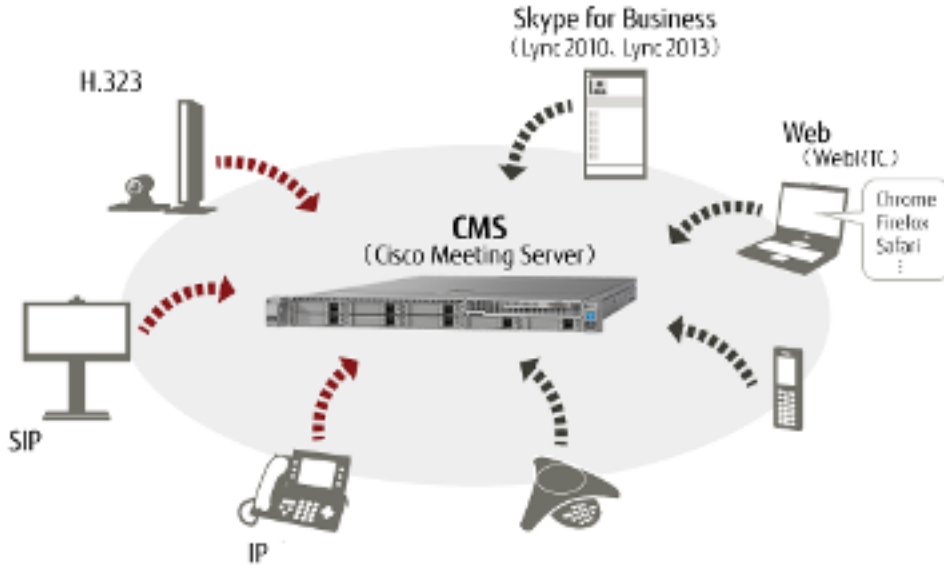 Skype for Business
(Lync 2010、Lync 2013)
H.323
Web
(WebRTC)
Chrome
Firefox
Safari
⋮
CMS
(Cisco Meeting Server)
SIP
IP